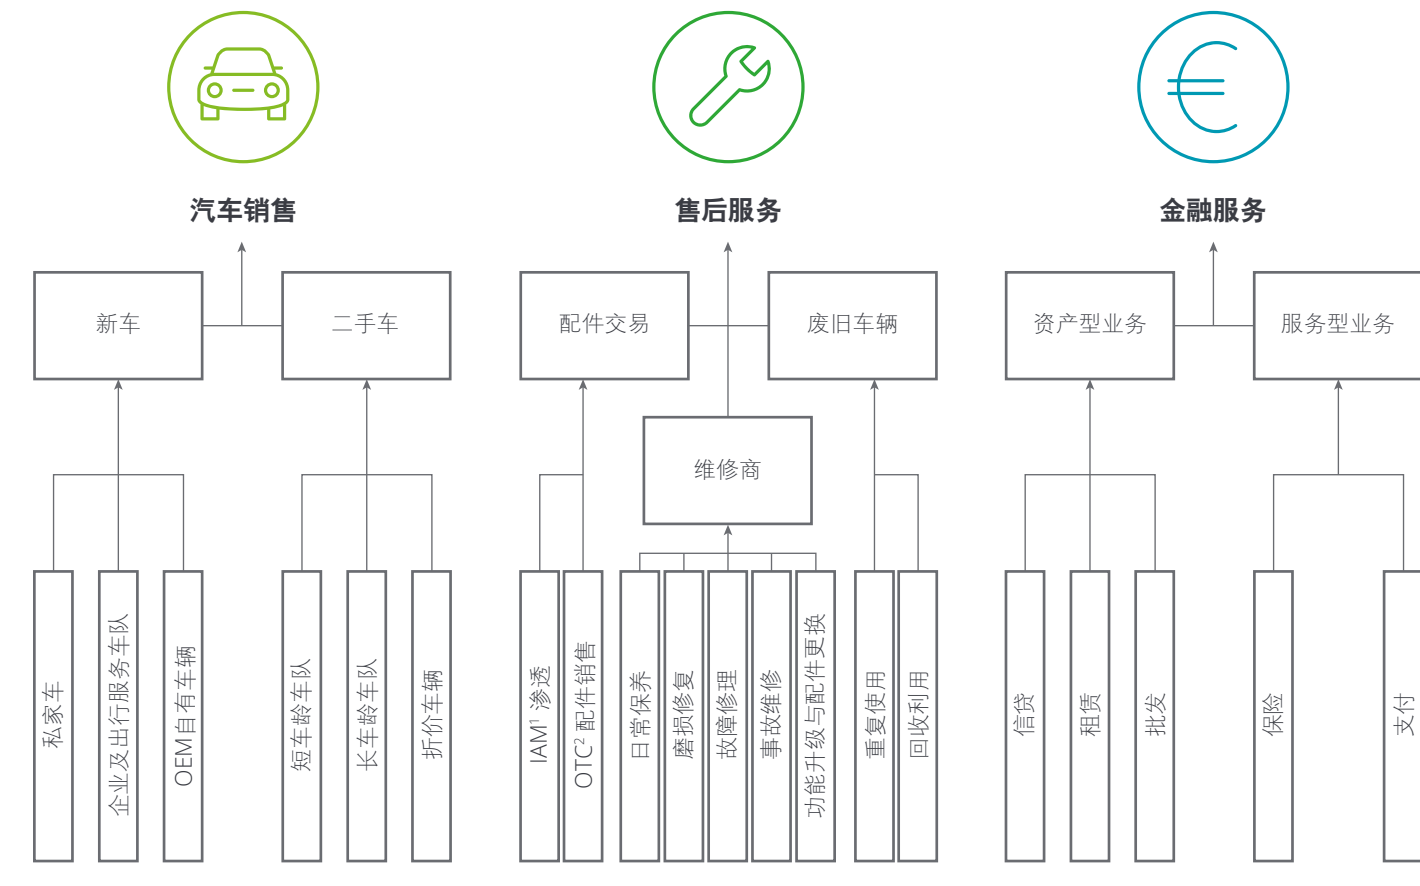 汽车销售
售后服务
金融服务
新车
二手车
配件交易
废旧车辆
资产型业务
服务型业务
维修商
私家车
企业及出行服务车队
OEM自有车辆
短车龄车队
长车龄车队
折价车辆
IAM¹ 渗透
OTC² 配件销售
日常保养
磨损修复
故障修理
事故维修
功能升级与配件更换
重复使用
回收利用
信贷
租赁
批发
保险
支付